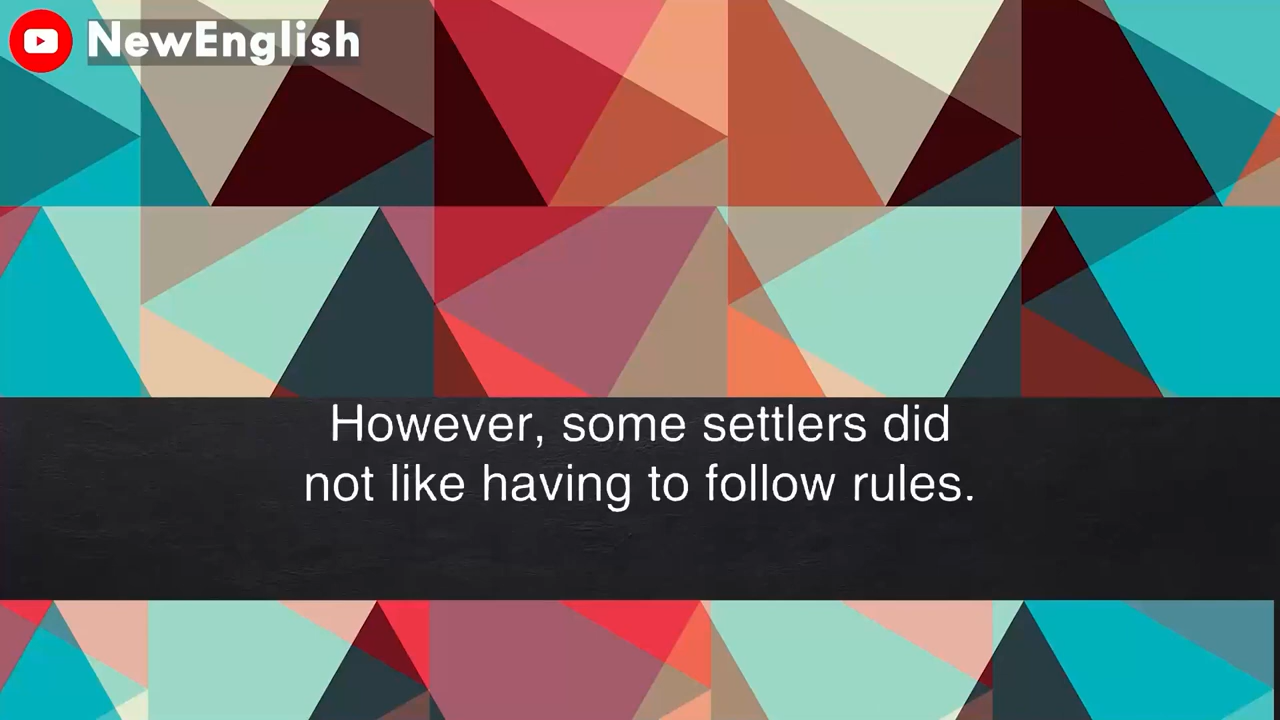 NewEnglish
However, some settlers did
not like having to follow rules.